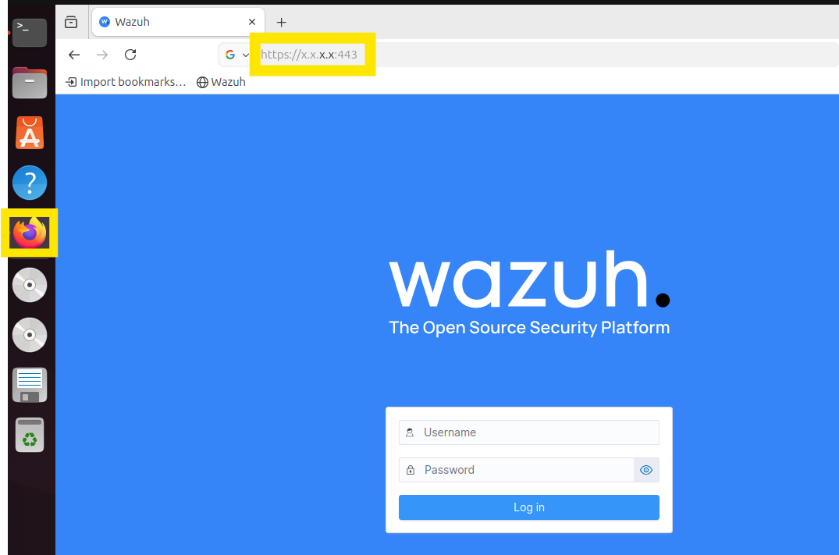 Wazuh
https://x.x.x.x:443
Import bookmarks...
Wazuh
wazuh.
The Open Source Security Platform
Username
Password
Log in